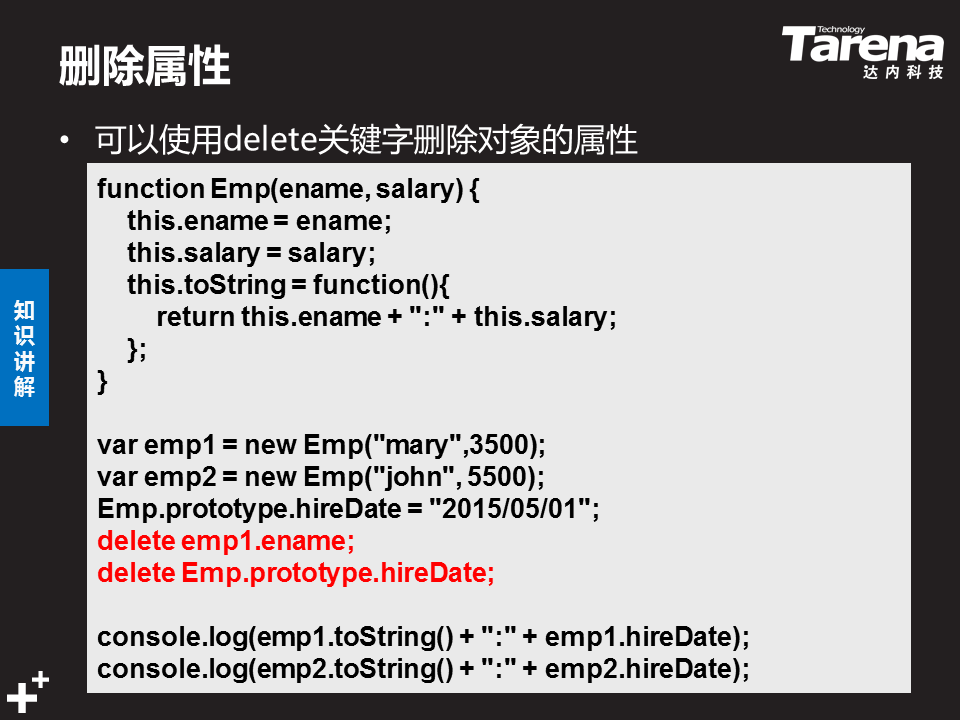 删除属性
Technology
Tarena
达内科技
• 可以使用delete关键字删除对象的属性
function Emp(ename, salary) {
    this.ename = ename;
    this.salary = salary;
    this.toString = function(){
        return this.ename + ":" + this.salary;
    };
}
var emp1 = new Emp("mary",3500);
var emp2 = new Emp("john", 5500);
Emp.prototype.hireDate = "2015/05/01";
delete emp1.ename;
delete Emp.prototype.hireDate;
console.log(emp1.toString() + ":" + emp1.hireDate);
console.log(emp2.toString() + ":" + emp2.hireDate);
知
识
讲
解